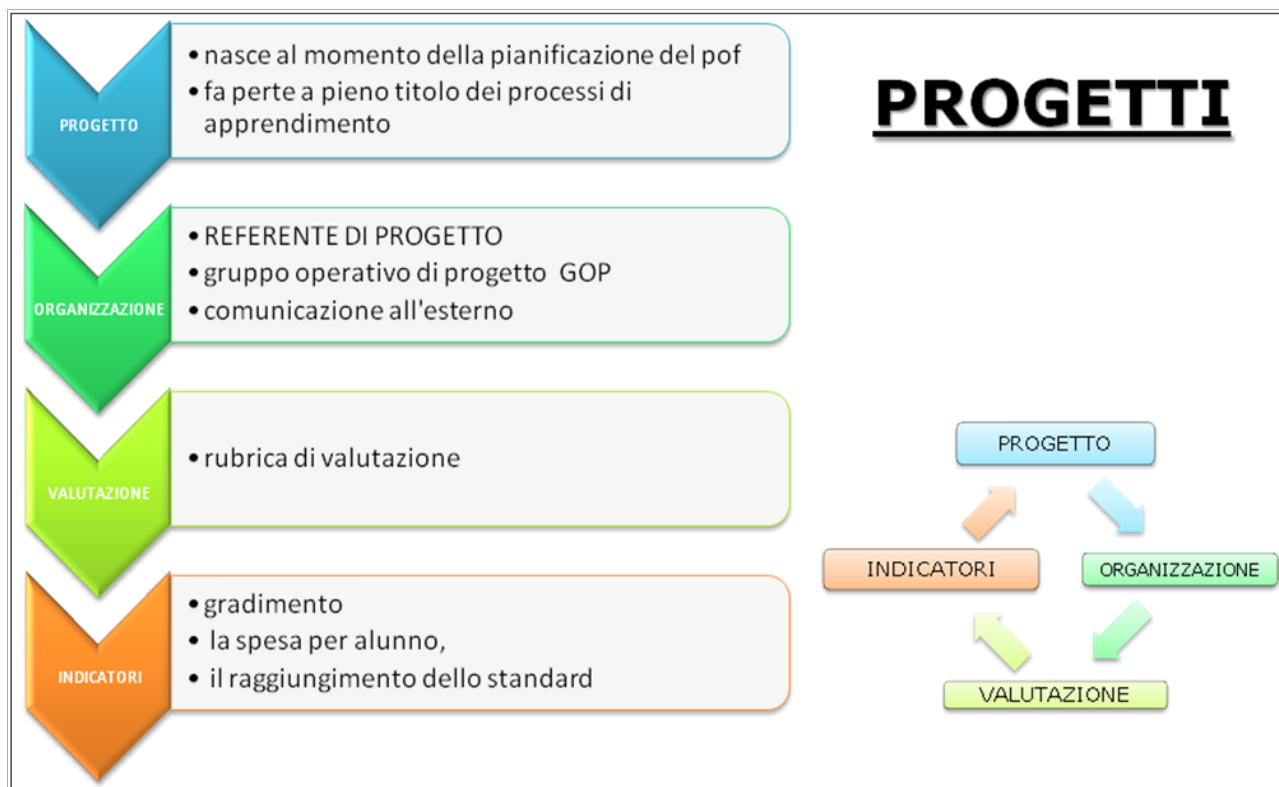 PROGETTI
PROGETTO
• nasce al momento della pianificazione del pof
• fa perte a pieno titolo dei processi di
apprendimento
ORGANIZZAZIONE
• REFERENTE DI PROGETTO
• gruppo operativo di progetto GOP
• comunicazione all'esterno
VALUTAZIONE
• rubrica di valutazione
INDICATORI
• gradimento
• la spesa per alunno,
• il raggiungimento dello standard
PROGETTO
ORGANIZZAZIONE
VALUTAZIONE
INDICATORI